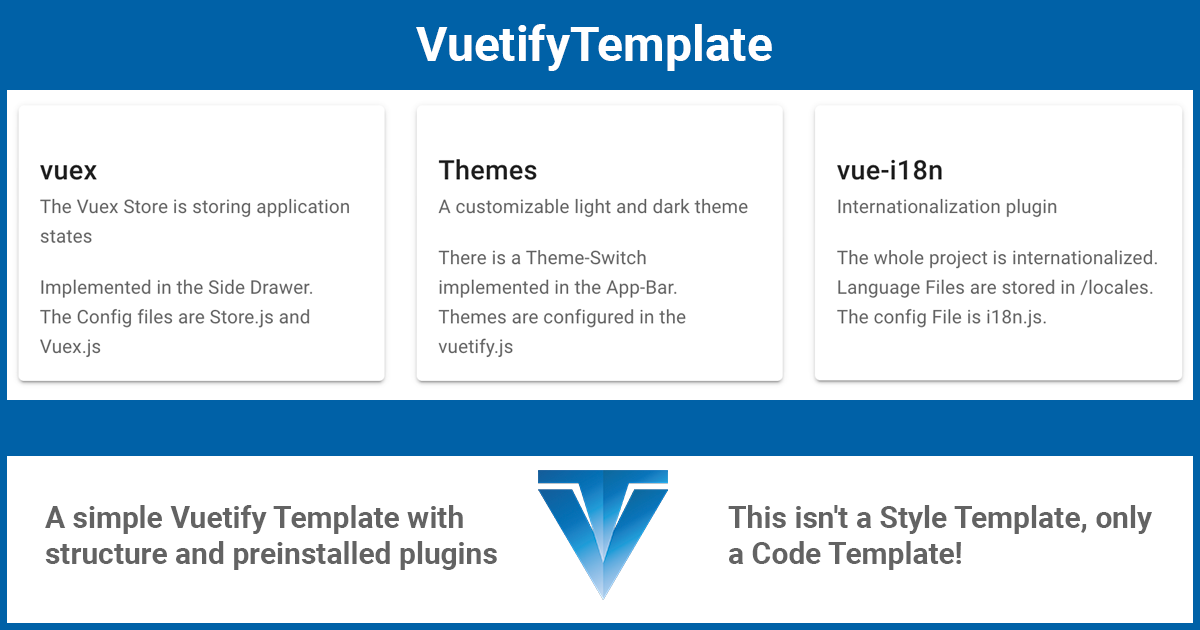 VuetifyTemplate
vuex
The Vuex Store is storing application
states
Implemented in the Side Drawer.
The Config files are Store.js and
Vuex.js
Themes
A customizable light and dark theme
There is a Theme-Switch
implemented in the App-Bar.
Themes are configured in the
vuetify.js
vue-i18n
Internationalization plugin
The whole project is internationalized.
Language Files are stored in /locales.
The config File is i18n.js.
A simple Vuetify Template with
structure and preinstalled plugins
This isn't a Style Template, only
a Code Template!